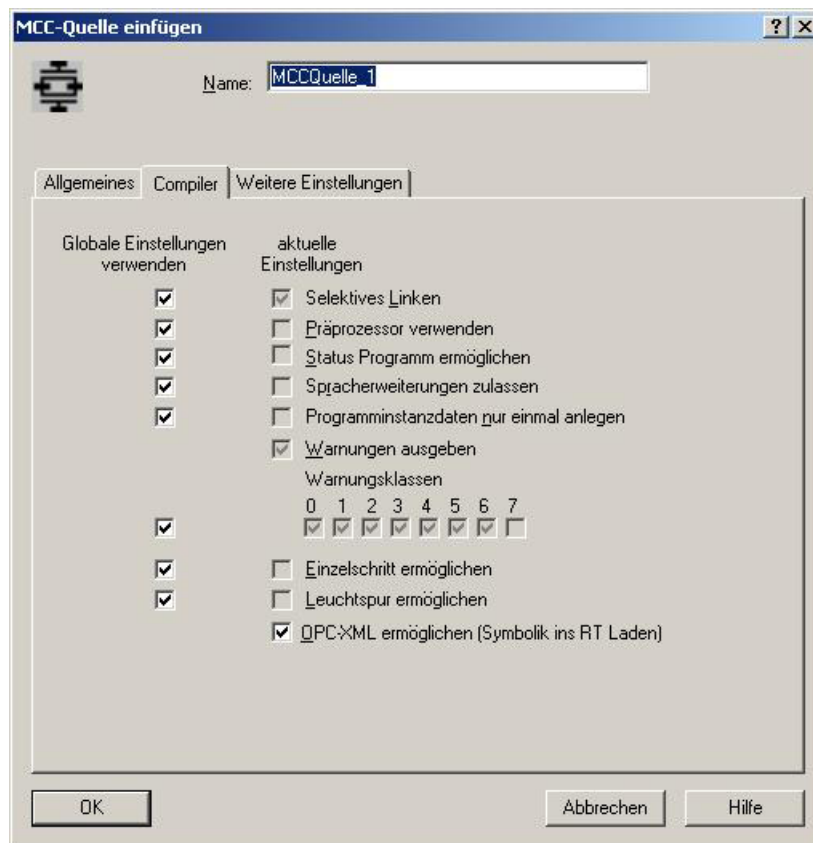 MCC-Quelle einfügen
Name: MCCQuelle_1
Allgemeines Compiler Weitere Einstellungen
Globale Einstellungen verwenden
aktuelle Einstellungen
Selektives Linken
Präprozessor verwenden
Status Programm ermöglichen
Spracherweiterungen zulassen
Programminstanzdaten nur einmal anlegen
Warnungen ausgeben
Warnungsklassen
0 1 2 3 4 5 6 7
Einzelschritt ermöglichen
Leuchtspur ermöglichen
OPC-XML ermöglichen (Symbolik ins RT Laden)
OK Abbrechen Hilfe